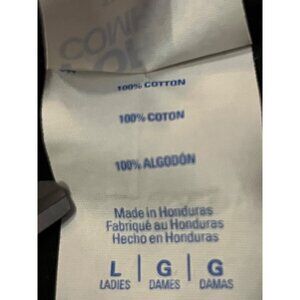 100% COTTON
100% COTON
100% ALGODÓN
Made in Honduras
Fabriqué au Honduras
Hecho en Honduras
L | G | G
LADIES | DAMES | DAMAS